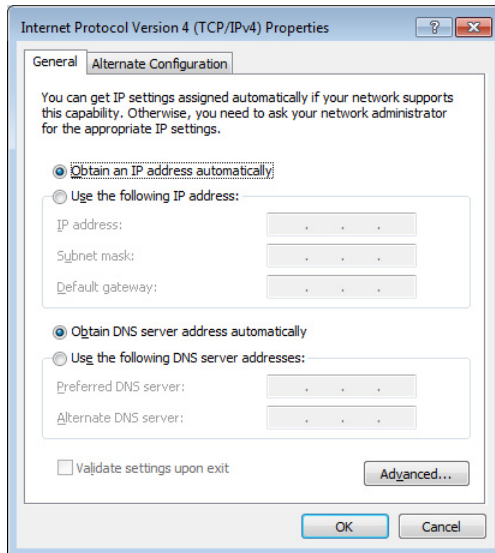 Internet Protocol Version 4 (TCP/IPv4) Properties
General
Alternate Configuration
You can get IP settings assigned automatically if your network supports
this capability. Otherwise, you need to ask your network administrator
for the appropriate IP settings.
Obtain an IP address automatically
Use the following IP address:
IP address:
Subnet mask:
Default gateway:
Obtain DNS server address automatically
Use the following DNS server addresses:
Preferred DNS server:
Alternate DNS server:
Validate settings upon exit
Advanced...
OK
Cancel